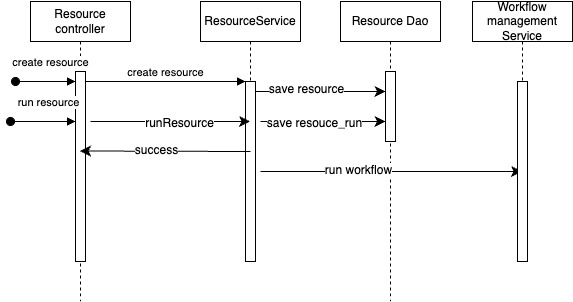 Resource
controller
ResourceService
Resource Dao
Workflow
management
Service
create resource
create resource
save resource
run resource
runResource
save resouce_run
success
run workflow